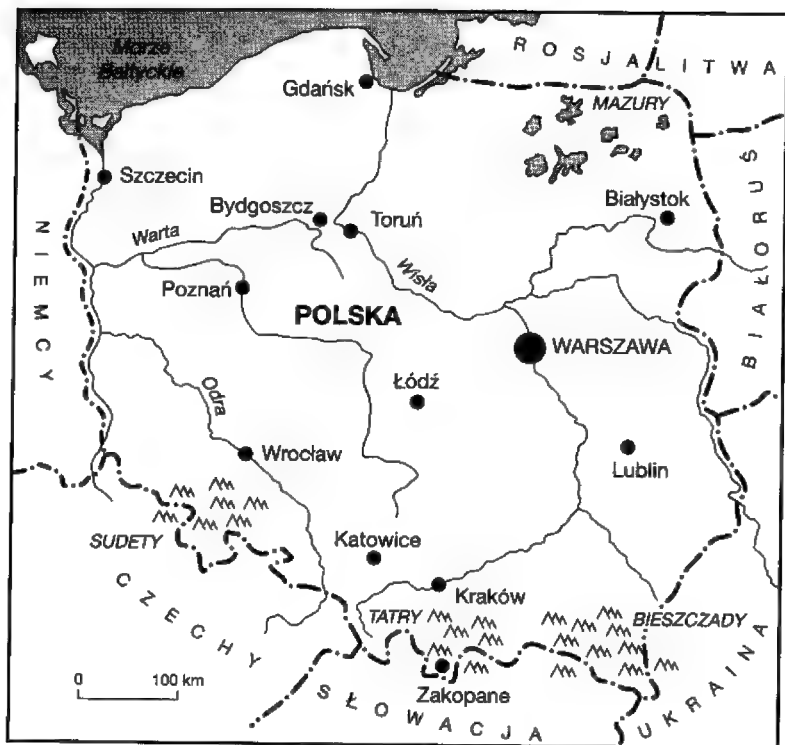 Morze
Bałtyckie
ROSJA
LITWA
Gdańsk
MAZURY
Szczecin
Bydgoszcz
Toruń
Białystok
BIAŁORUŚ
NIEMCY
Warta
Wisła
Poznań
POLSKA
WARSZAWA
Łódź
Odra
Wrocław
Lublin
SUDETY
Katowice
Kraków
TATRY
BIESZCZADY
CZECHY
Zakopane
SŁOWACJA
UKRAINA
0 100 km